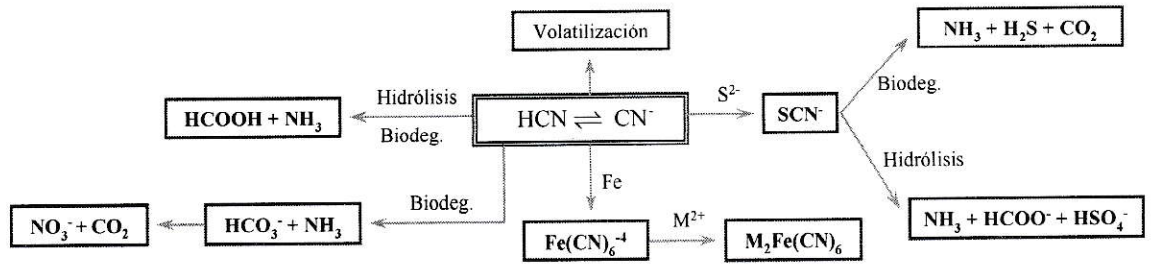 Volatilización
NH₃ + H₂S + CO₂
Hidrólisis
Biodeg.
HCOOH + NH₃
HCN ⇌ CN⁻
S²⁻
SCN⁻
Biodeg.
Hidrólisis
Fe
Biodeg.
NO₃⁻ + CO₂
HCO₃⁻ + NH₃
Fe(CN)₆⁻⁴
M²⁺
M₂Fe(CN)₆
NH₃ + HCOO⁻ + HSO₄⁻